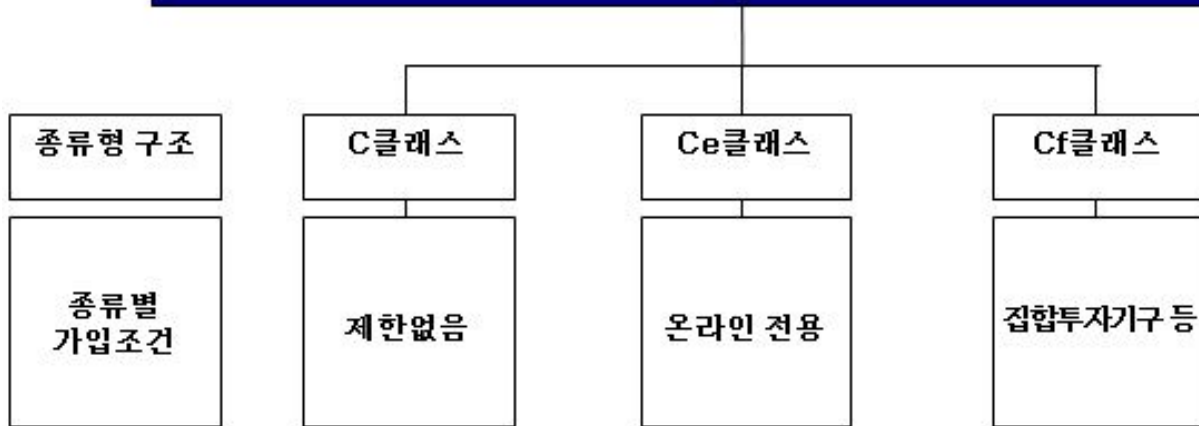 종류형 구조
C클래스
Ce클래스
Cf클래스
종류별
가입조건
제한없음
온라인 전용
집합투자기구 등